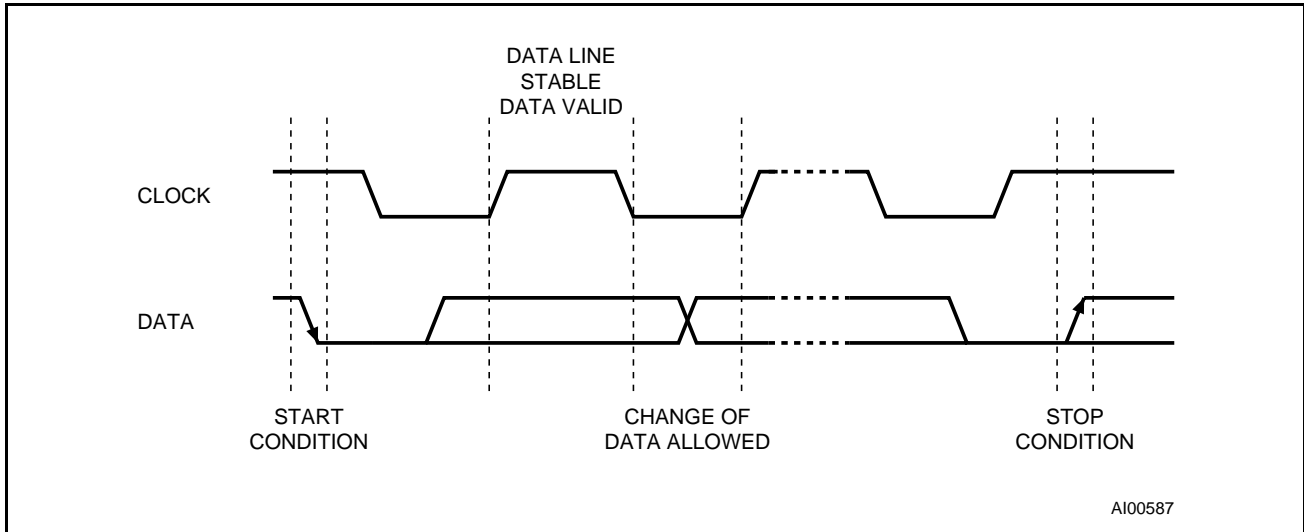 DATA LINE
STABLE
DATA VALID
CLOCK
DATA
START
CONDITION
CHANGE OF
DATA ALLOWED
STOP
CONDITION
AI00587